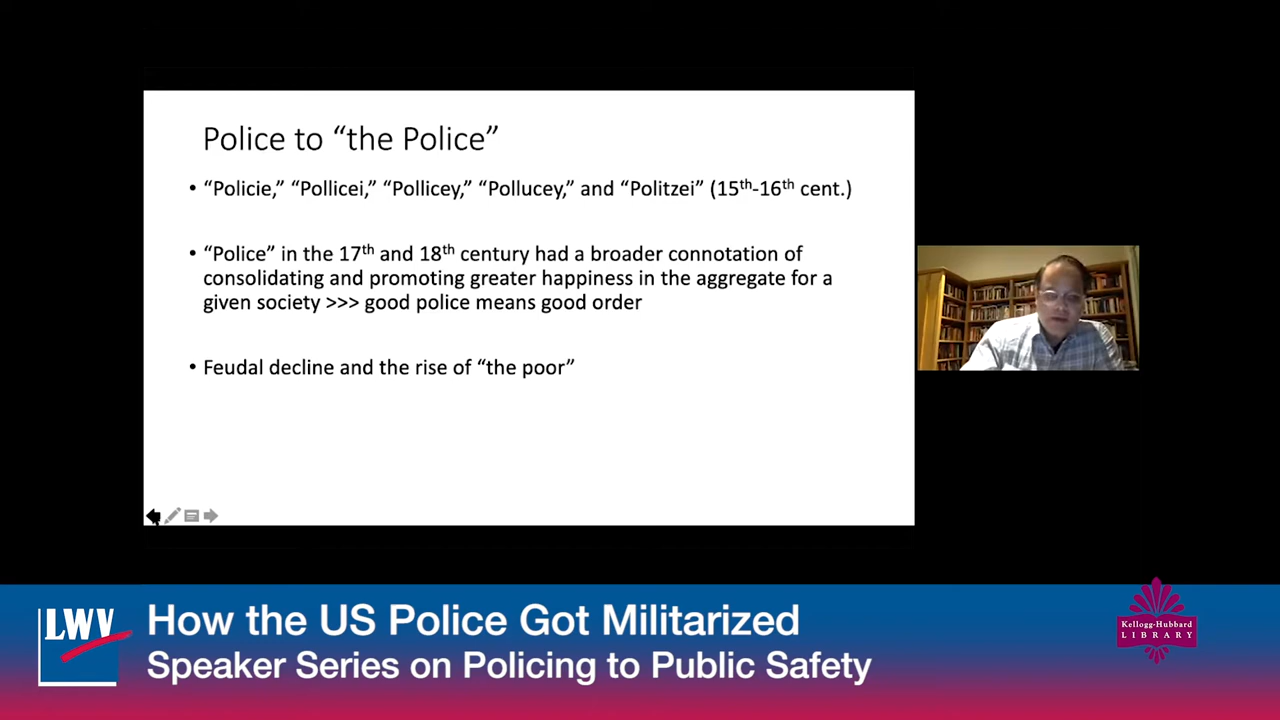 Police to “the Police”
• “Policie,” “Pollicei,” “Pollicey,” “Pollucey,” and “Politzei” (15th-16th cent.)
• “Police” in the 17th and 18th century had a broader connotation of
consolidating and promoting greater happiness in the aggregate for a
given society >>> good police means good order
• Feudal decline and the rise of “the poor”
LWV
How the US Police Got Militarized
Speaker Series on Policing to Public Safety
Kellogg-Hubbard
LIBRARY